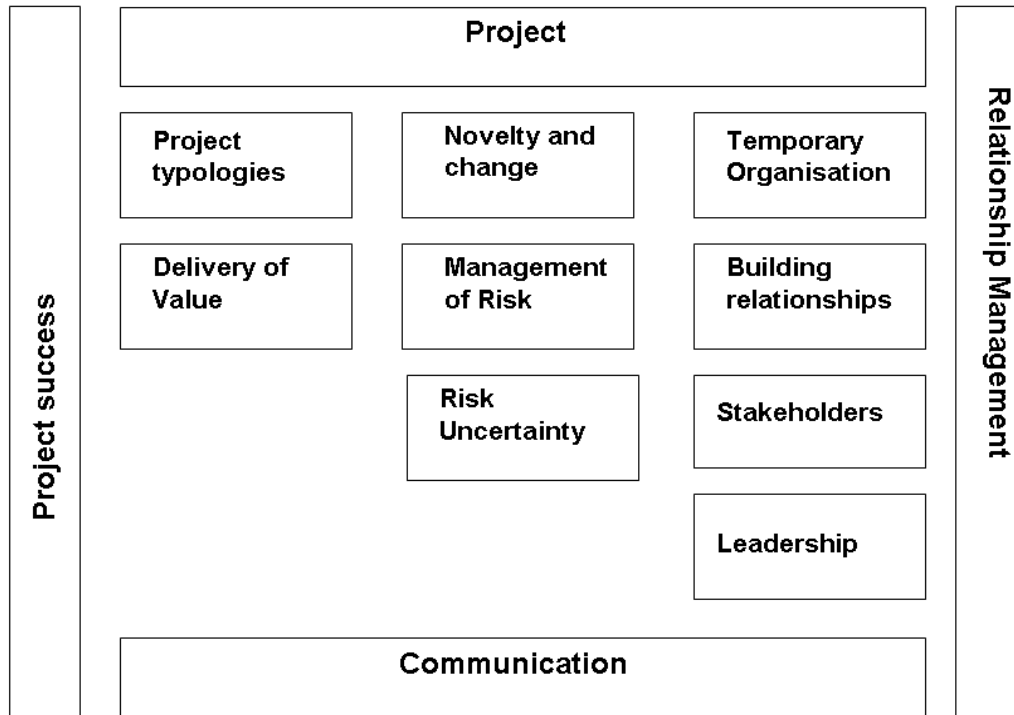 Project
Project
typologies
Novelty and
change
Temporary
Organisation
Delivery of
Value
Management
of Risk
Building
relationships
Risk
Uncertainty
Stakeholders
Leadership
Communication
Project success
Relationship Management